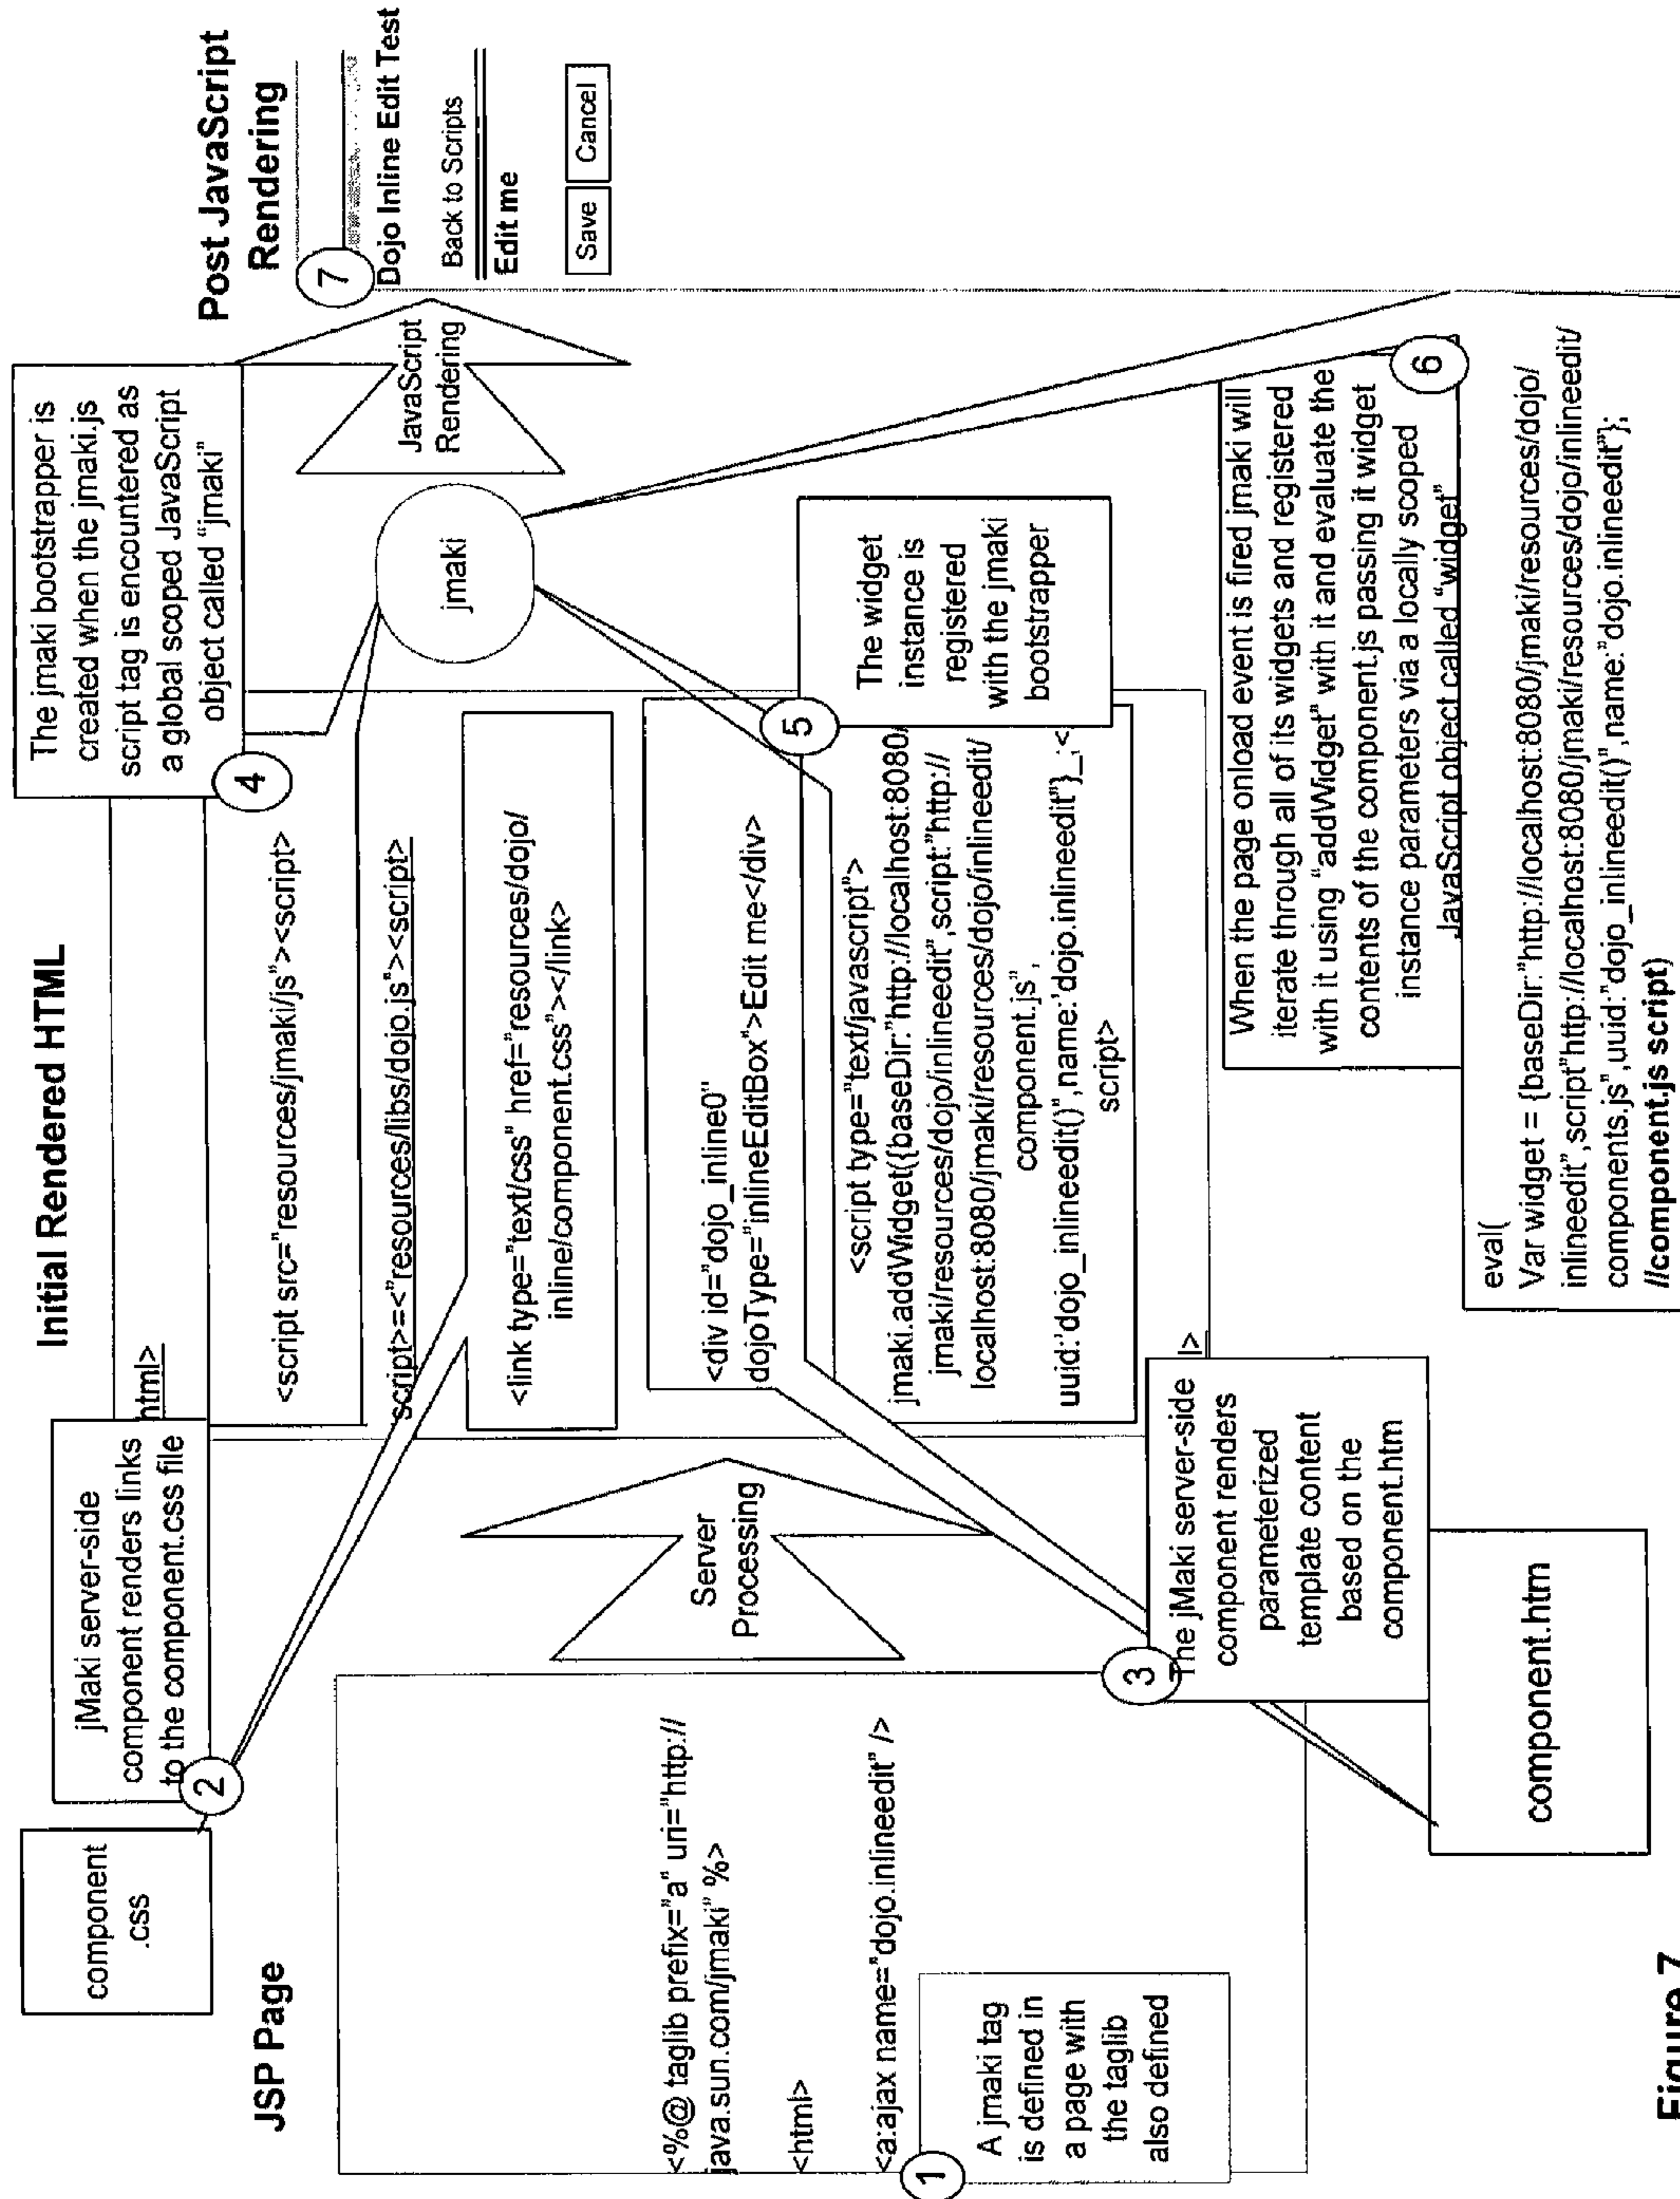 Initial Rendered HTML
component
.css
jMaki server-side
component renders links
to the component.css file
2
JSP Page
<%@ taglib prefix="a" uri="http://
java.sun.com/jmaki" %>
<html>
<a:ajax name="dojo.inlineedit" />
1
A jmaki tag
is defined in
a page with
the taglib
also defined
Server
Processing
3
The jMaki server-side
component renders
parameterized
template content
based on the
component.htm
component.htm
html>
<script src="resources/jmaki/js"><script>
script>=<"resources/libs/dojo.js"><script>
<link type="text/css" href="resources/dojo/
inline/component.css"></link>
<div id="dojo_inline0"
dojoType="inlineEditBox">Edit me</div>
<script type="text/javascript">
jmaki.addWidget({baseDir:"http://localhost:8080/
jmaki/resources/dojo/inlineedit",script:"http://
localhost:8080/jmaki/resources/dojo/inlineedit/
component.js",
uuid:'dojo_inlineedit()",name:'dojo.inlineedit"}_;<
script>
l>
4
The jmaki bootstrapper is
created when the jmaki.js
script tag is encountered as
a global scoped JavaScript
object called "jmaki"
jmaki
5
The widget
instance is
registered
with the jmaki
bootstrapper
JavaScript
Rendering
6
When the page onload event is fired jmaki will
iterate through all of its widgets and registered
with it using "addWidget" with it and evaluate the
contents of the component.js passing it widget
instance parameters via a locally scoped
JavaScript object called "widget"
eval(
Var widget = {baseDir:"http://localhost:8080/jmaki/resources/dojo/
inlineedit",script"http://localhost:8080/jmaki/resources/dojo/inlineedit/
components.js",uuid:"dojo_inlineedit()",name:"dojo.inlineedit"};
//component.js script)
Post JavaScript
Rendering
7
Dojo Inline Edit Test
Back to Scripts
Edit me
Save
Cancel
Figure 7